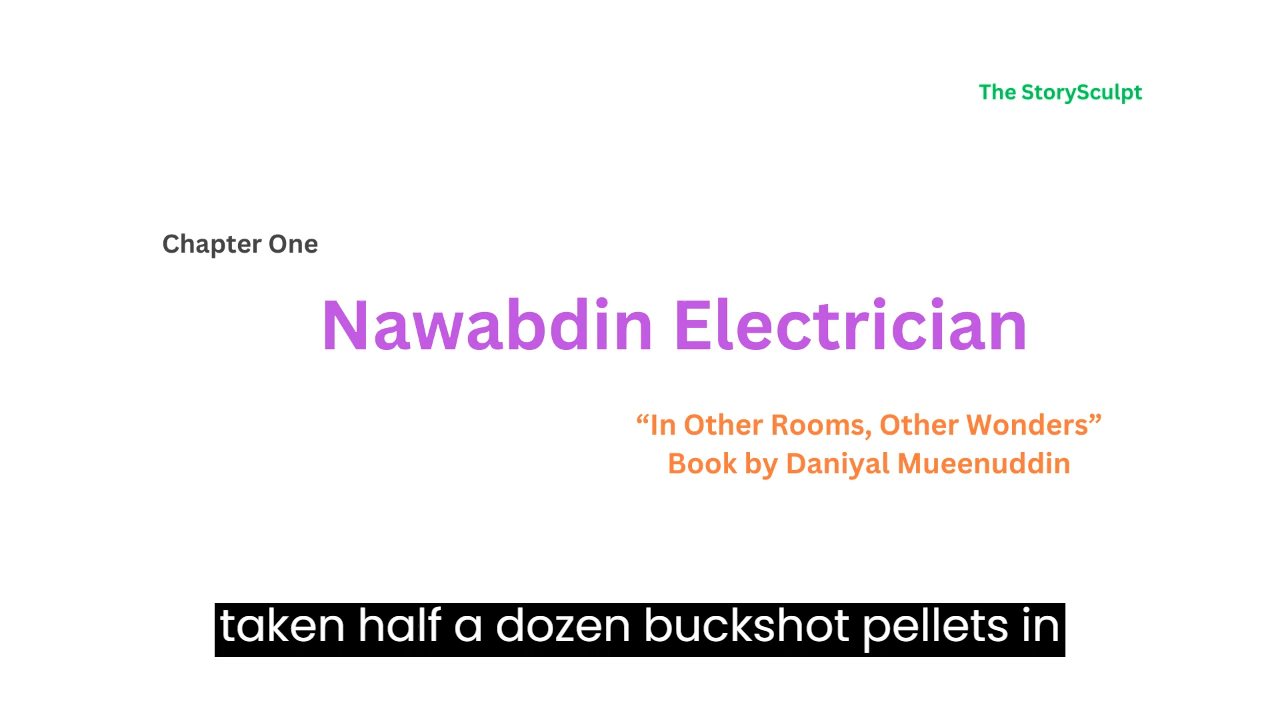 The StorySculpt
Chapter One
Nawabdin Electrician
“In Other Rooms, Other Wonders”
Book by Daniyal Mueenuddin
taken half a dozen buckshot pellets in